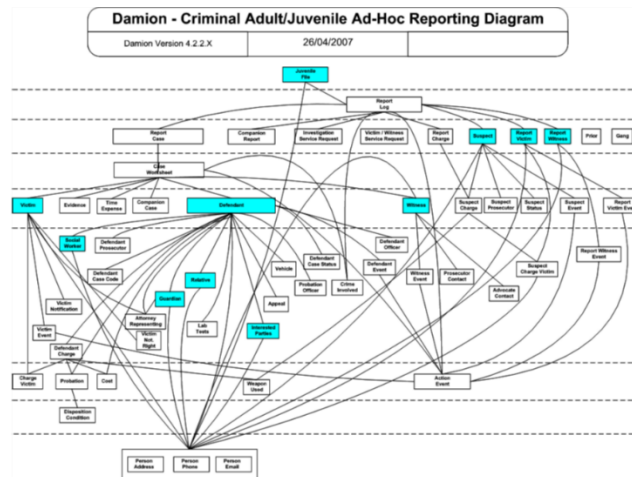 Damion - Criminal Adult/Juvenile Ad-Hoc Reporting Diagram
Damion Version 4.2.2.X
26/04/2007
Juvenile
File
Report
Log
Report
Case
Companion
Report
Investigation
Service Request
Victim / Witness
Service Request
Report
Charge
Suspect
Report
Victim
Report
Witness
Prior
Gang
Case
Worksheet
Victim
Evidence
Time
Expense
Companion
Case
Defendant
Witness
Suspect
Charge
Suspect
Prosecutor
Suspect
Status
Suspect
Event
Report
Victim Event
Social
Worker
Defendant
Prosecutor
Defendant
Officer
Defendant
Case Code
Relative
Vehicle
Defendant
Case Status
Defendant
Event
Witness
Event
Prosecutor
Contact
Suspect
Charge Victim
Report Witness
Event
Guardian
Probation
Officer
Crime
Involved
Advocate
Contact
Victim
Notification
Appeal
Attorney
Representing
Victim
Event
Victim
Not.
Right
Lab
Tests
Interested
Parties
Defendant
Charge
Charge
Victim
Probation
Cost
Weapon
Used
Action
Event
Disposition
Condition
Person
Address
Person
Phone
Person
Email